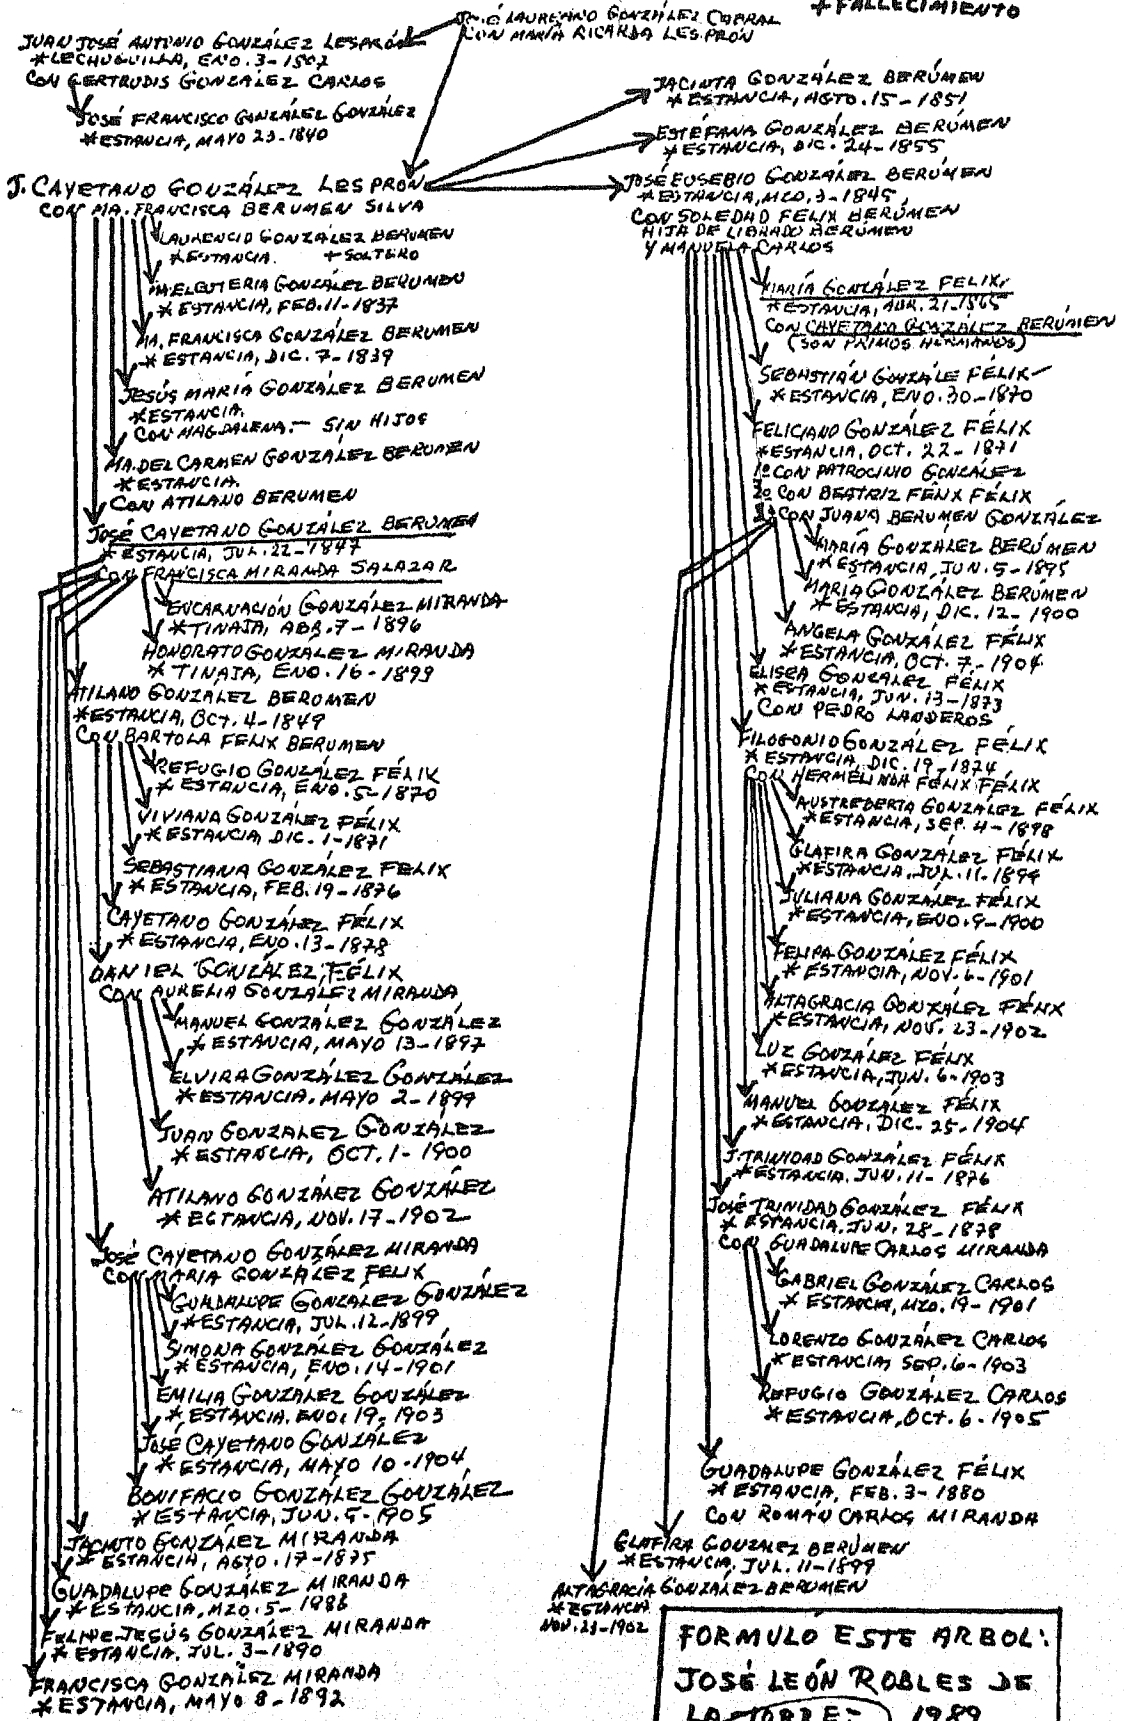 + FALLECIMIENTO
JOSÉ LAUREANO GONZÁLEZ CABRAL
CON MARÍA RICARDA LESPRÓN
JUAN JOSÉ ANTONIO GONZÁLEZ LESPRÓN
*LECHUGUILLA, ENO. 3-1802
CON GERTRUDIS GONZÁLEZ CARLOS
JOSÉ FRANCISCO GONZÁLEZ GONZÁLEZ
*ESTANCIA, MAYO 23-1840
J. CAYETANO GONZÁLEZ LESPRÓN
CON MA. FRANCISCA BERUMEN SILVA
LAURENCIO GONZÁLEZ BERUMEN
*ESTANCIA. + SOLTERO
MA. ELEUTERIA GONZÁLEZ BERUMEN
*ESTANCIA, FEB. 11-1837
MA. FRANCISCA GONZÁLEZ BERUMEN
*ESTANCIA, DIC. 7-1839
JESÚS MARÍA GONZÁLEZ BERUMEN
*ESTANCIA.
CON MAGDALENA.- SIN HIJOS
MA. DEL CARMEN GONZÁLEZ BERUMEN
*ESTANCIA.
CON ATILANO BERUMEN
JOSÉ CAYETANO GONZÁLEZ BERUMEN
*ESTANCIA, JUL. 22-1847
CON FRANCISCA MIRANDA SALAZAR
ENCARNACIÓN GONZÁLEZ MIRANDA
*TINAJA, ABR. 7-1896
HONORATO GONZÁLEZ MIRANDA
*TINAJA, ENO. 16-1899
ATILANO GONZÁLEZ BERUMEN
*ESTANCIA, OCT. 4-1849
CON BARTOLA FÉLIX BERUMEN
REFUGIO GONZÁLEZ FÉLIX
*ESTANCIA, ENO. 5-1870
VIVIANA GONZÁLEZ FÉLIX
*ESTANCIA, DIC. 1-1871
SEBASTIANA GONZÁLEZ FÉLIX
*ESTANCIA, FEB. 19-1876
CAYETANO GONZÁLEZ FÉLIX
*ESTANCIA, ENO. 13-1878
DANIEL GONZÁLEZ FÉLIX
CON AURELIA GONZÁLEZ MIRANDA
MANUEL GONZÁLEZ GONZÁLEZ
*ESTANCIA, MAYO 13-1897
ELVIRA GONZÁLEZ GONZÁLEZ
*ESTANCIA. MAYO 2-1899
JUAN GONZALEZ GONZÁLEZ
*ESTANCIA, OCT. 1-1900
ATILANO GONZÁLEZ GONZÁLEZ
*ESTANCIA, NOV. 17-1902
JOSÉ CAYETANO GONZÁLEZ MIRANDA
CON MARÍA GONZÁLEZ FÉLIX
GUADALUPE GONZALEZ GONZÁLEZ
*ESTANCIA, JUL. 12-1899
SIMONA GONZÁLEZ GONZÁLEZ
*ESTANCIA, ENO. 14-1901
EMILIA GONZALEZ GONZÁLEZ
*ESTANCIA. ENO. 19-1903
JOSÉ CAYETANO GONZÁLEZ
*ESTANCIA, MAYO 10-1904
BONIFACIO GONZÁLEZ GONZÁLEZ
*ESTANCIA, JUN. 5-1905
JACINTO GONZÁLEZ MIRANDA
*ESTANCIA, AGTO. 17-1875
GUADALUPE GONZÁLEZ MIRANDA
*ESTANCIA, MZO. 5-1886
FELIPE JESÚS GONZÁLEZ MIRANDA
*ESTANCIA, JUL. 3-1890
FRANCISCA GONZÁLEZ MIRANDA
*ESTANCIA, MAYO 8-1892
JACINTA GONZÁLEZ BERÚMEN
*ESTANCIA, AGTO. 15-1851
ESTÉFANA GONZÁLEZ BERÚMEN
*ESTANCIA, DIC. 24-1855
JOSÉ EUSEBIO GONZÁLEZ BERÚMEN
*ESTANCIA, MZO. 3-1845
CON SOLEDAD FELIX BERÚMEN
HIJA DE LIBRADO BERÚMEN
Y MANUELA CARLOS
MARÍA GONZÁLEZ FELIX.
*ESTANCIA, ABR. 21-1865
CON CAYETANO GONZÁLEZ BERÚMEN
(SON PRIMOS HERMANOS)
SEBASTIÁN GONZÁLE FÉLIX
*ESTANCIA, ENO. 30-1870
FELICIANO GONZÁLEZ FÉLIX
*ESTANCIA, OCT. 22-1871
1º CON PATROCINIO GONZÁLEZ
2o CON BEATRIZ FÉLIX FÉLIX
CON JUANA BERUMEN GONZÁLEZ
MARÍA GONZÁLEZ BERÚMEN
*ESTANCIA, JUN. 5-1895
MARÍA GONZÁLEZ BERÚMEN
*ESTANCIA, DIC. 12-1900
ANGELA GONZÁLEZ FÉLIX
*ESTANCIA, OCT. 7-1904
ELISEA GONZALEZ FÉLIX
*ESTANCIA, JUN. 13-1873
CON PEDRO LANDEROS
FILOGONIO GONZÁLEZ FÉLIX
*ESTANCIA, DIC. 19-1874
CON HERMELINDA FÉLIX FÉLIX
AUSTREBERTA GONZÁLEZ FÉLIX
*ESTANCIA, SEP. 4-1898
GLAFIRA GONZÁLEZ FÉLIX
*ESTANCIA. JUL. 11-1899
JULIANA GONZÁLEZ FÉLIX
*ESTANCIA, ENO. 9-1900
FELIPA GONZÁLEZ FÉLIX
*ESTANCIA, NOV. 6-1901
ALTAGRACIA GONZÁLEZ FÉLIX
*ESTANCIA, NOV. 23-1902
LUZ GONZÁLEZ FÉLIX
*ESTANCIA, JUN. 6-1903
MANUEL GONZÁLEZ FÉLIX
*ESTANCIA, DIC. 25-1904
J. TRINIDAD GONZÁLEZ FÉLIX
*ESTANCIA. JUN. 11-1876
JOSÉ TRINIDAD GONZÁLEZ FÉLIX
*ESTANCIA. JUN. 28-1878
CON GUADALUPE CARLOS MIRANDA
GABRIEL GONZÁLEZ CARLOS
*ESTANCIA, MZO. 19-1901
LORENZO GONZÁLEZ CARLOS
*ESTANCIA, SEP. 6-1903
REFUGIO GONZÁLEZ CARLOS
*ESTANCIA, OCT. 6-1905
GUADALUPE GONZÁLEZ FÉLIX
*ESTANCIA, FEB. 3-1880
CON ROMÁN CARLOS MIRANDA
GLAFIRA GONZALEZ BERÚMEN
*ESTANCIA, JUL. 11-1899
ALTAGRACIA GONZÁLEZ BERUMEN
*ESTANCIA
NOV. 23-1902
FORMULO ESTE ARBOL:
JOSÉ LEÓN ROBLES DE
LA TORRE- 1989